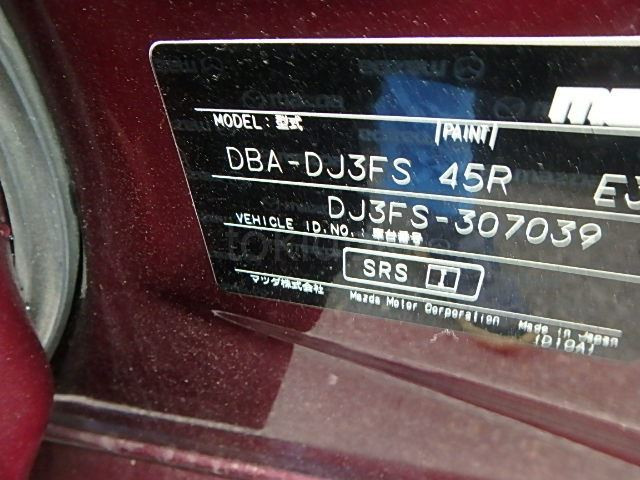 MODEL: 型式
PAINT
DBA-DJ3FS 45R
DJ3FS-307039
VEHICLE ID.NO.: 車台番号
SRS I
マツダ株式会社
Mazda Motor Corporation
Made in Japan